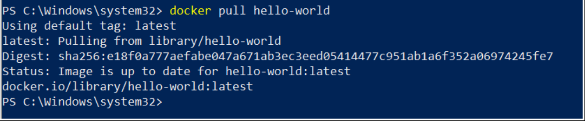 PS C:\Windows\system32> docker pull hello-world
Using default tag: latest
latest: Pulling from library/hello-world
Digest: sha256:e18f0a777aefabe047a671ab3ec3eed05414477c951ab1a6f352a06974245fe7
Status: Image is up to date for hello-world:latest
docker.io/library/hello-world:latest
PS C:\Windows\system32>